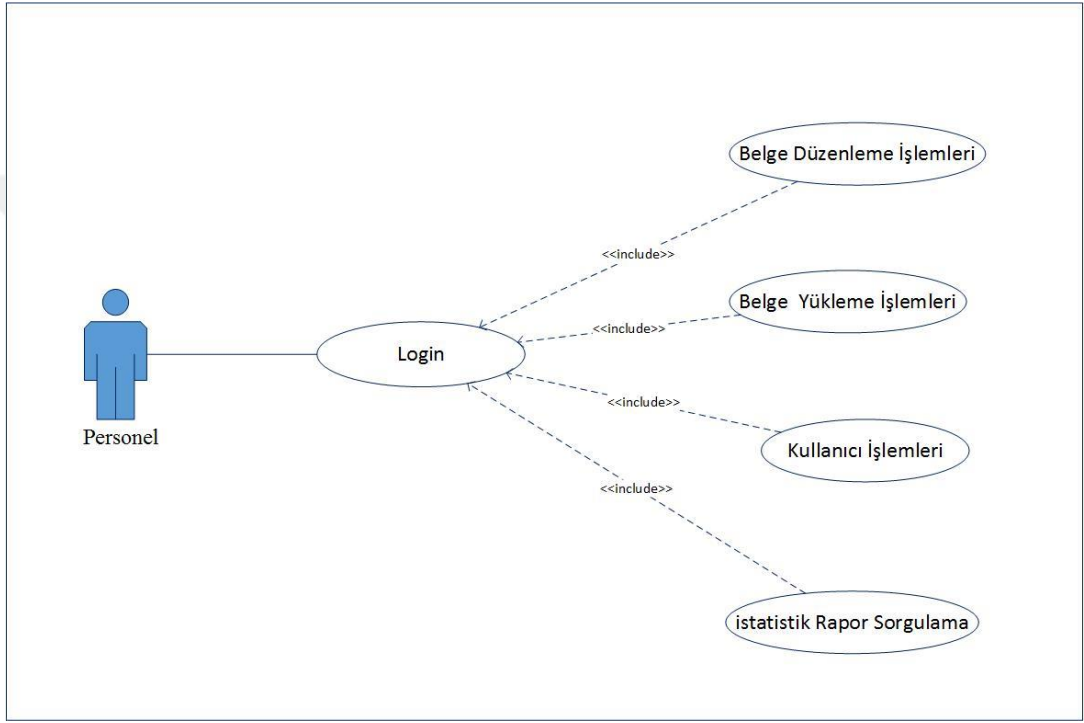 Belge Düzenleme İşlemleri
<<include>>
Belge  Yükleme İşlemleri
<<include>>
Login
<<include>>
Personel
Kullanıcı İşlemleri
<<include>>
istatistik Rapor Sorgulama